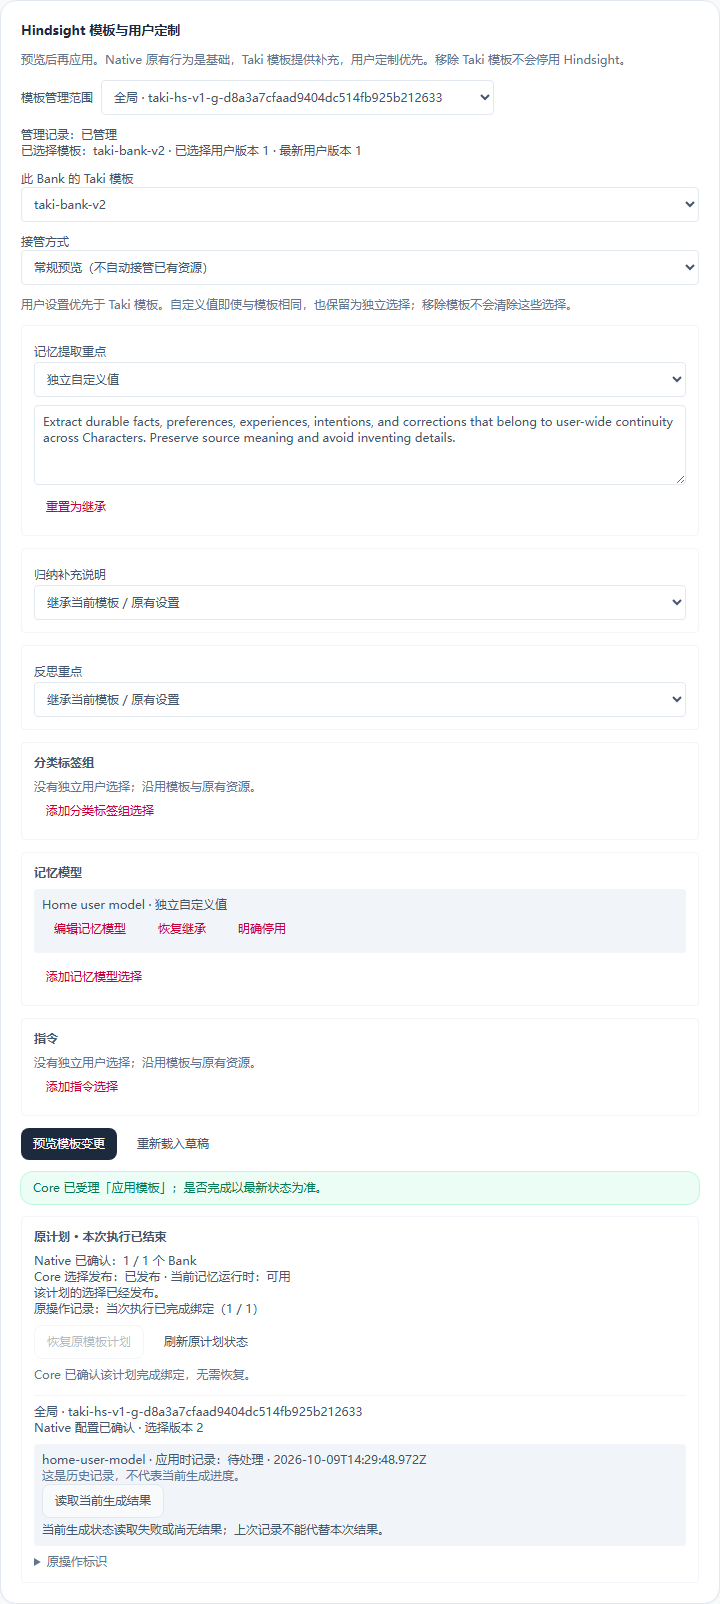 Hindsight 模板与用户定制
预览后再应用。Native 原有行为是基础，Taki 模板提供补充，用户定制优先。移除 Taki 模板不会停用 Hindsight。
模板管理范围 全局 · taki-hs-v1-g-d8a3a7cfaad9404dc514fb925b212633
管理记录：已管理
已选择模板：taki-bank-v2 · 已选择用户版本 1 · 最新用户版本 1
此 Bank 的 Taki 模板
taki-bank-v2
接管方式
常规预览（不自动接管已有资源）
用户设置优先于 Taki 模板。自定义值即使与模板相同，也保留为独立选择；移除模板不会清除这些选择。
记忆提取重点
独立自定义值
Extract durable facts, preferences, experiences, intentions, and corrections that belong to user-wide continuity
across Characters. Preserve source meaning and avoid inventing details.
重置为继承
归纳补充说明
继承当前模板 / 原有设置
反思重点
继承当前模板 / 原有设置
分类标签组
没有独立用户选择；沿用模板与原有资源。
添加分类标签组选择
记忆模型
Home user model · 独立自定义值
编辑记忆模型 恢复继承 明确停用
添加记忆模型选择
指令
没有独立用户选择；沿用模板与原有资源。
添加指令选择
预览模板变更 重新载入草稿
Core 已受理「应用模板」；是否完成以最新状态为准。
原计划 · 本次执行已结束
Native 已确认：1 / 1 个 Bank
Core 选择发布：已发布 · 当前记忆运行时：可用
该计划的选择已经发布。
原操作记录：当次执行已完成绑定（1 / 1）
恢复原模板计划 刷新原计划状态
Core 已确认该计划完成绑定，无需恢复。
全局 · taki-hs-v1-g-d8a3a7cfaad9404dc514fb925b212633
Native 配置已确认 · 选择版本 2
home-user-model · 应用时记录：待处理 · 2026-10-09T14:29:48.972Z
这是历史记录，不代表当前生成进度。
读取当前生成结果
当前生成状态读取失败或尚无结果；上次记录不能代替本次结果。
原操作标识